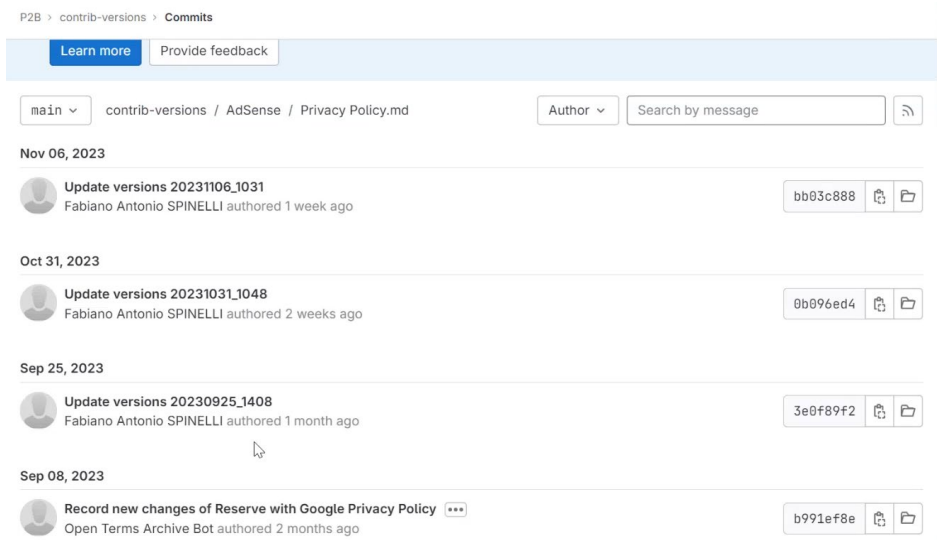 P2B > contrib-versions > Commits
Learn more Provide feedback
main contrib-versions / AdSense / Privacy Policy.md Author Search by message
Nov 06, 2023
Update versions 20231106_1031
Fabiano Antonio SPINELLI authored 1 week ago
bb03c888
Oct 31, 2023
Update versions 20231031_1048
Fabiano Antonio SPINELLI authored 2 weeks ago
0b096ed4
Sep 25, 2023
Update versions 20230925_1408
Fabiano Antonio SPINELLI authored 1 month ago
3e0f89f2
Sep 08, 2023
Record new changes of Reserve with Google Privacy Policy
Open Terms Archive Bot authored 2 months ago
b991ef8e